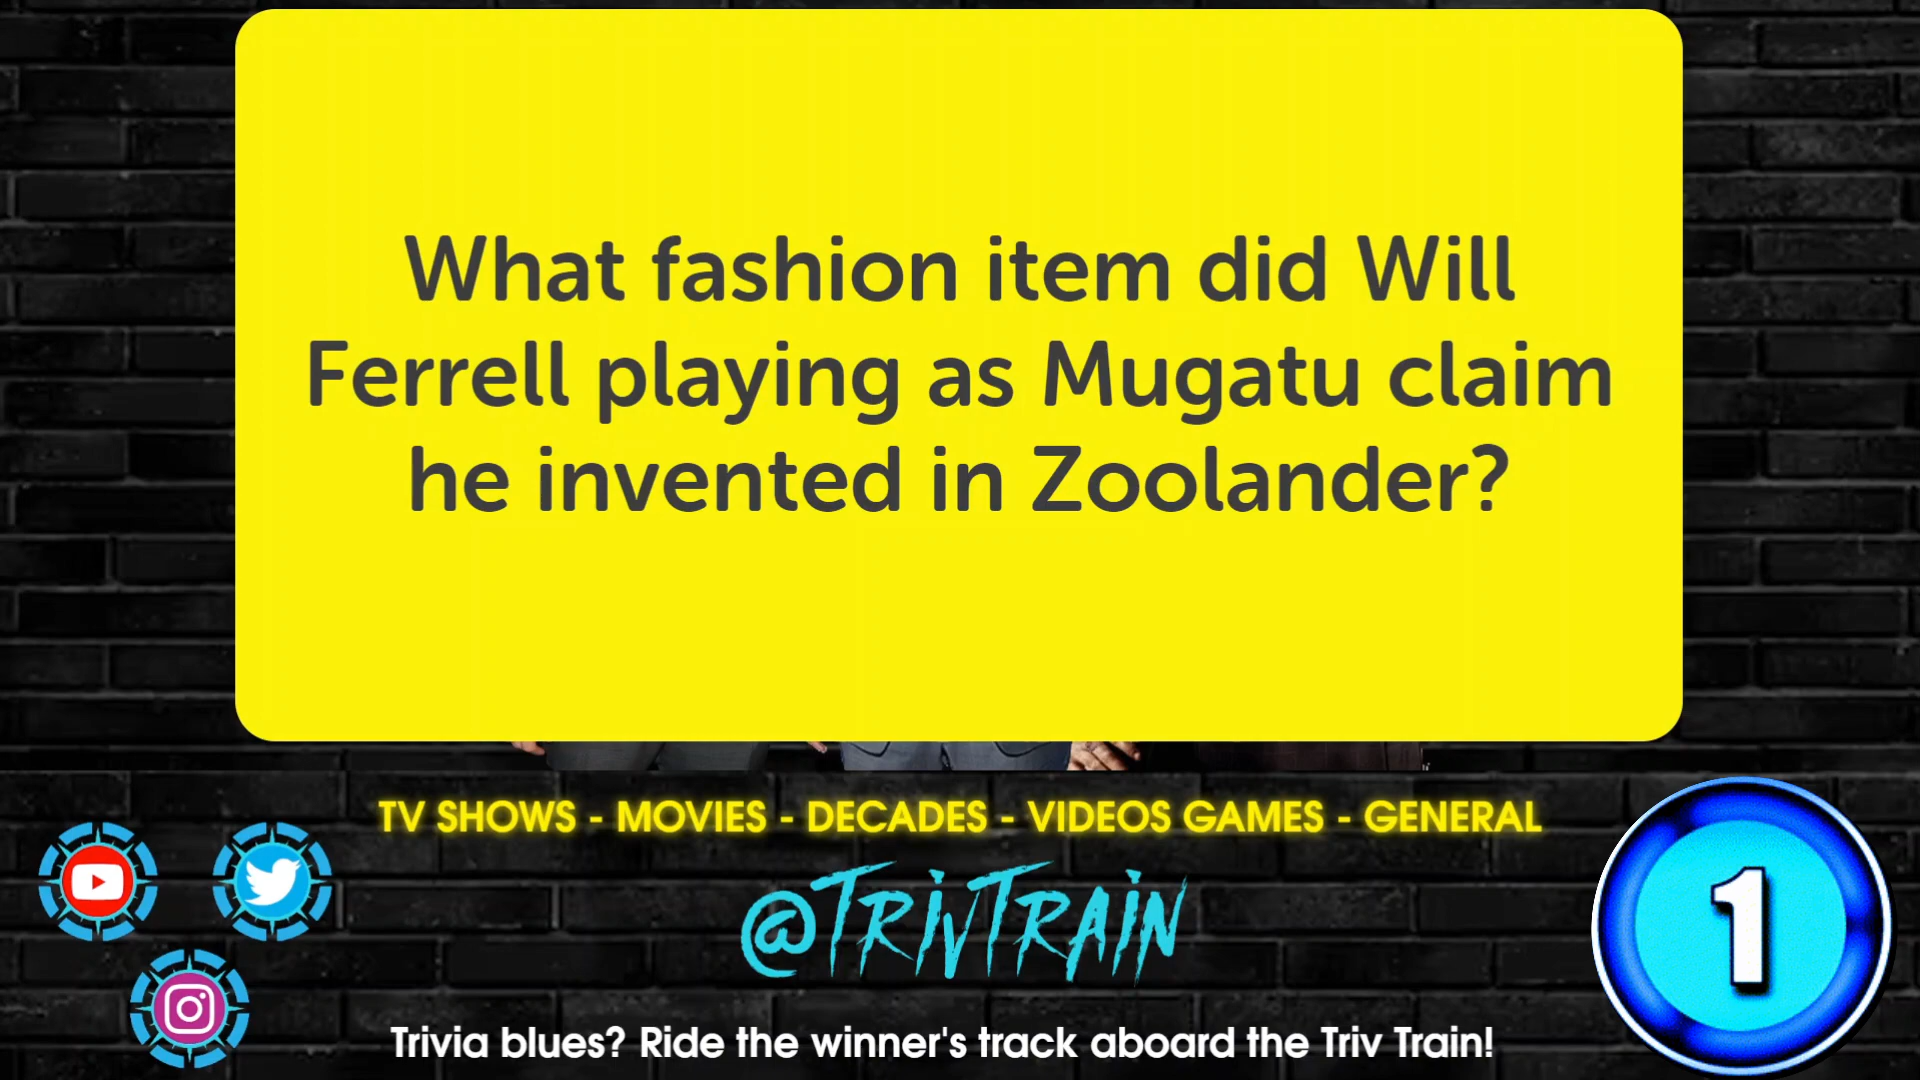 What fashion item did Will
Ferrell playing as Mugatu claim
he invented in Zoolander?
TV SHOWS - MOVIES - DECADES - VIDEOS GAMES - GENERAL
@TRIVTRAIN
1
Trivia blues? Ride the winner's track aboard the Triv Train!